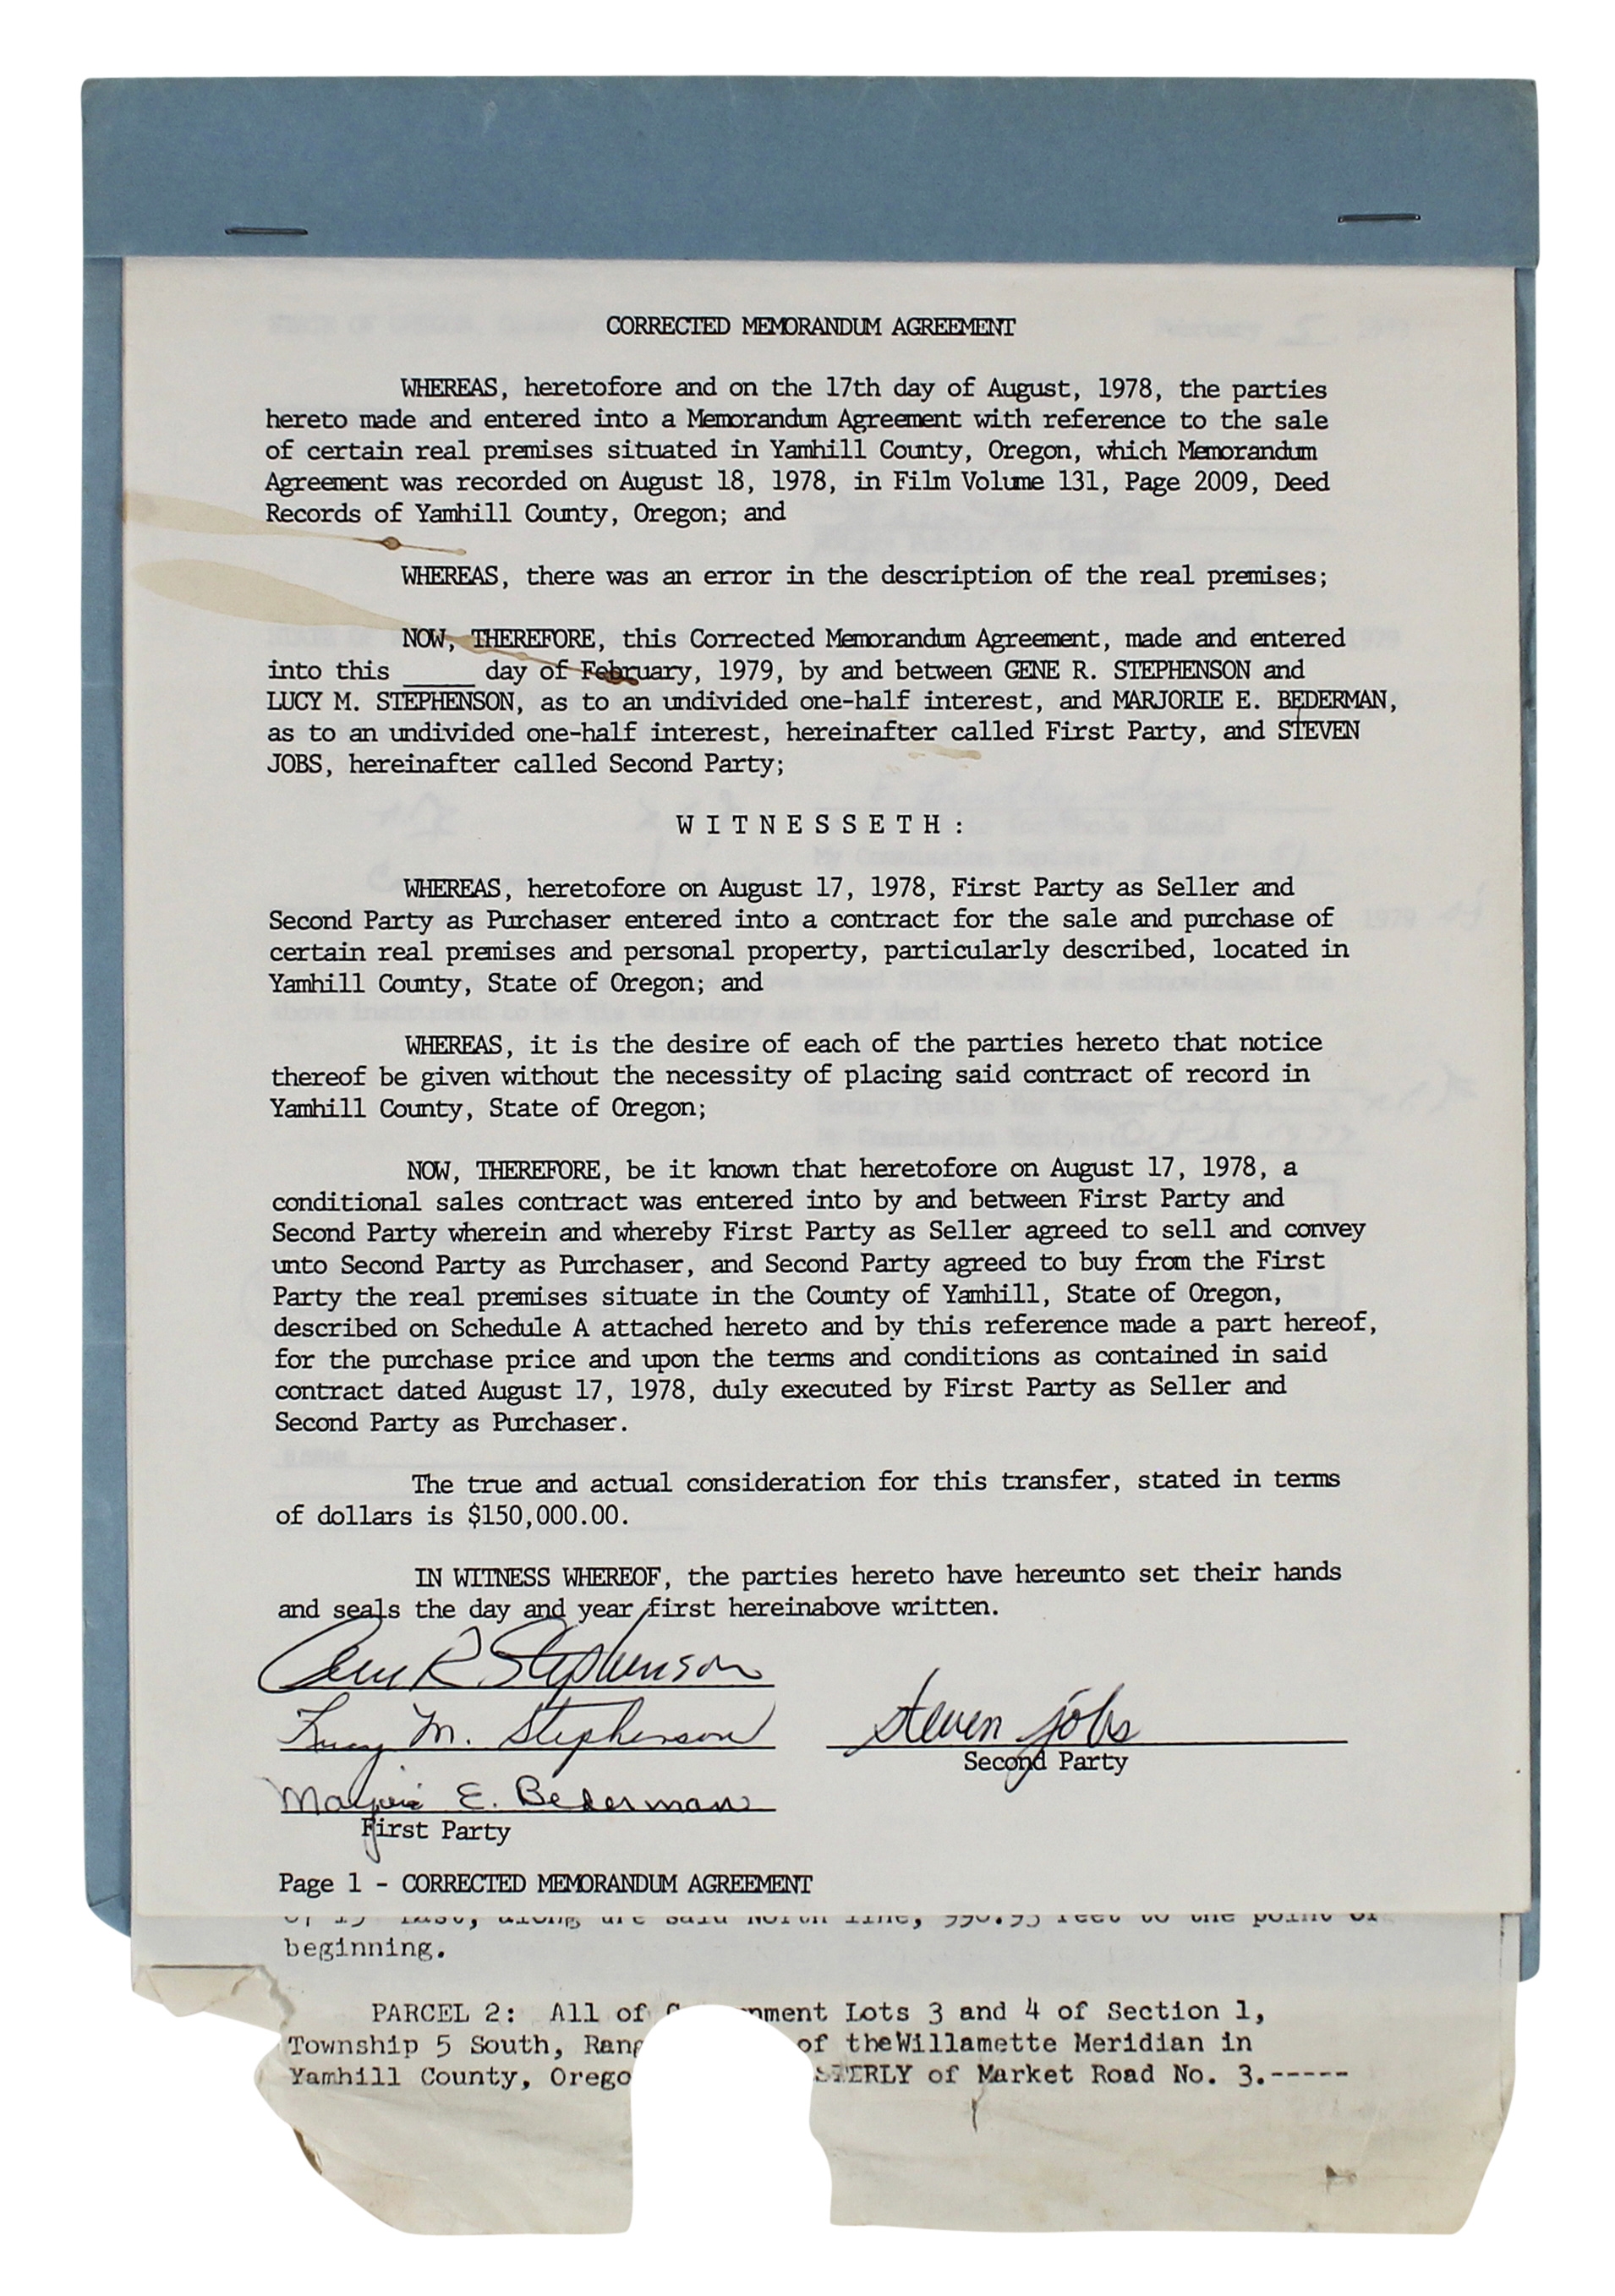 CORRECTED MEMORANDUM AGREEMENT
WHEREAS, heretofore and on the 17th day of August, 1978, the parties
hereto made and entered into a Memorandum Agreement with reference to the sale
of certain real premises situated in Yamhill County, Oregon, which Memorandum
Agreement was recorded on August 18, 1978, in Film Volume 131, Page 2009, Deed
Records of Yamhill County, Oregon; and
WHEREAS, there was an error in the description of the real premises;
NOW, THEREFORE, this Corrected Memorandum Agreement, made and entered
into this _____ day of February, 1979, by and between GENE R. STEPHENSON and
LUCY M. STEPHENSON, as to an undivided one-half interest, and MARJORIE E. BEDERMAN,
as to an undivided one-half interest, hereinafter called First Party, and STEVEN
JOBS, hereinafter called Second Party;
W I T N E S S E T H :
WHEREAS, heretofore on August 17, 1978, First Party as Seller and
Second Party as Purchaser entered into a contract for the sale and purchase of
certain real premises and personal property, particularly described, located in
Yamhill County, State of Oregon; and
WHEREAS, it is the desire of each of the parties hereto that notice
thereof be given without the necessity of placing said contract of record in
Yamhill County, State of Oregon;
NOW, THEREFORE, be it known that heretofore on August 17, 1978, a
conditional sales contract was entered into by and between First Party and
Second Party wherein and whereby First Party as Seller agreed to sell and convey
unto Second Party as Purchaser, and Second Party agreed to buy from the First
Party the real premises situate in the County of Yamhill, State of Oregon,
described on Schedule A attached hereto and by this reference made a part hereof,
for the purchase price and upon the terms and conditions as contained in said
contract dated August 17, 1978, duly executed by First Party as Seller and
Second Party as Purchaser.
The true and actual consideration for this transfer, stated in terms
of dollars is $150,000.00.
IN WITNESS WHEREOF, the parties hereto have hereunto set their hands
and seals the day and year first hereinabove written.
Gene R. Stephenson
Lucy M. Stephenson
steven jobs
Second Party
Marjorie E. Bederman
First Party
Page 1 - CORRECTED MEMORANDUM AGREEMENT
East, along the said North line, 990.95 feet to the point of
beginning.
PARCEL 2: All of nment Lots 3 and 4 of Section 1,
Township 5 South, Rang of theWillamette Meridian in
Yamhill County, Orego STERLY of Market Road No. 3.-----